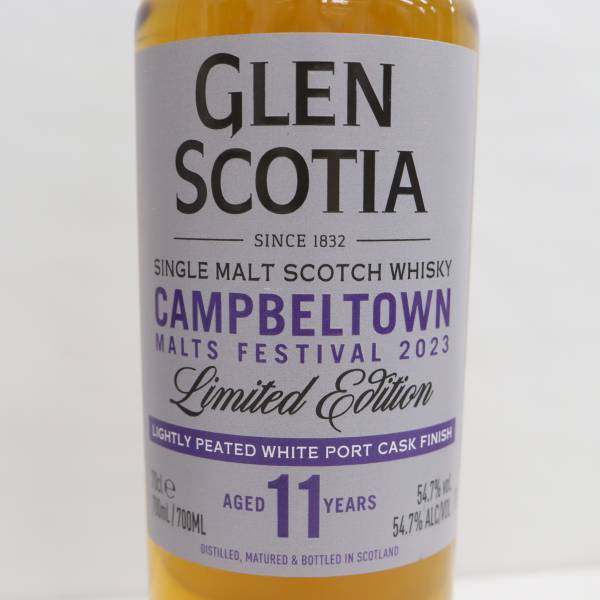 GLEN
SCOTIA
SINCE 1832
SINGLE MALT SCOTCH WHISKY
CAMPBELTOWN
MALTS FESTIVAL 2023
Limited Edition
LIGHTLY PEATED WHITE PORT CASK FINISH
70cl ℮
700mL/700ML
AGED 11 YEARS
54.7% vol
54.7% ALC/VOL
DISTILLED, MATURED & BOTTLED IN SCOTLAND